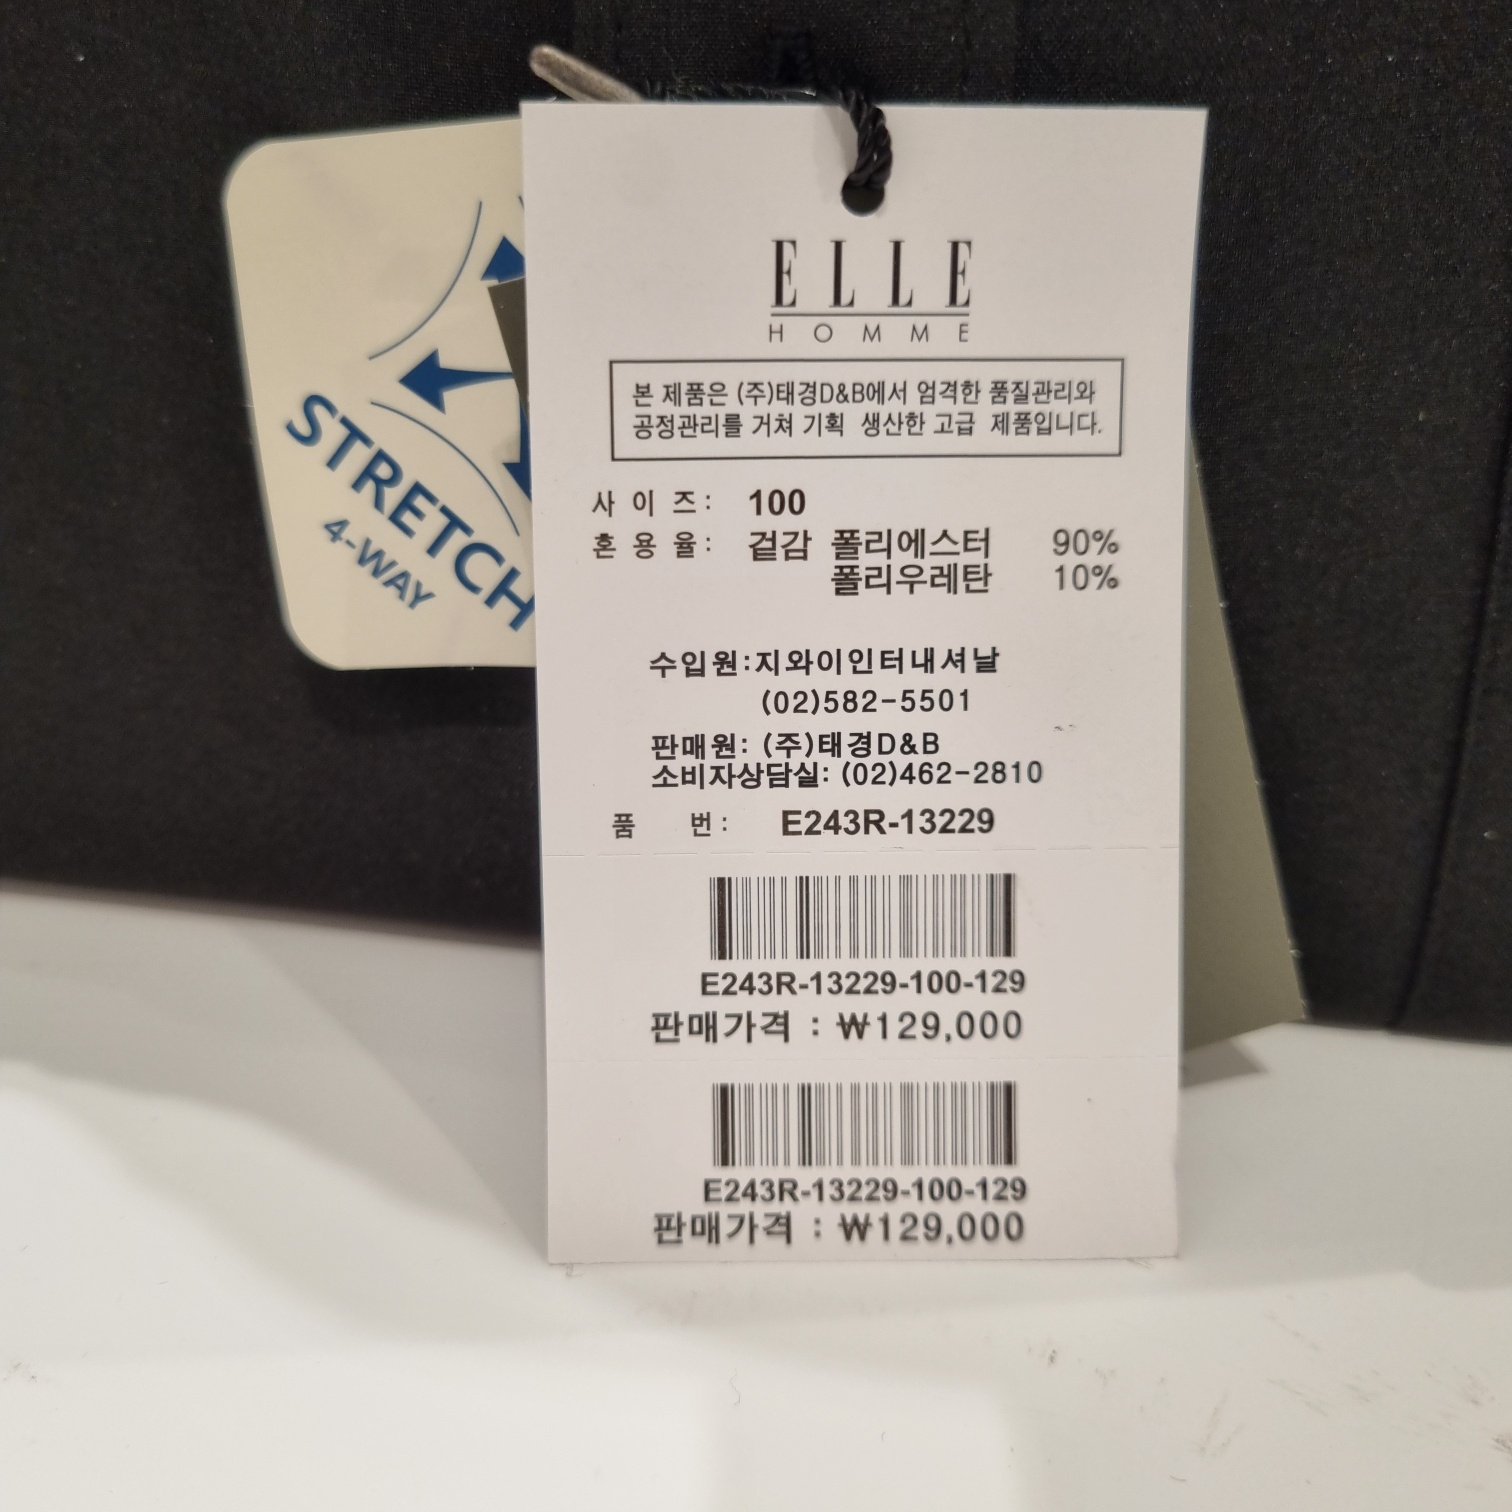 STRETCH
4-WAY
ELLE
HOMME
본 제품은 (주)태경D&B에서 엄격한 품질관리와
공정관리를 거쳐 기획 생산한 고급 제품입니다.
사 이 즈 : 100
혼 용 율 : 겉감 폴리에스터 90%
폴리우레탄 10%
수입원:지와이인터내셔날
(02)582-5501
판매원: (주)태경D&B
소비자상담실: (02)462-2810
품 번 : E243R-13229
E243R-13229-100-129
판매가격 : ₩129,000
E243R-13229-100-129
판매가격 : ₩129,000